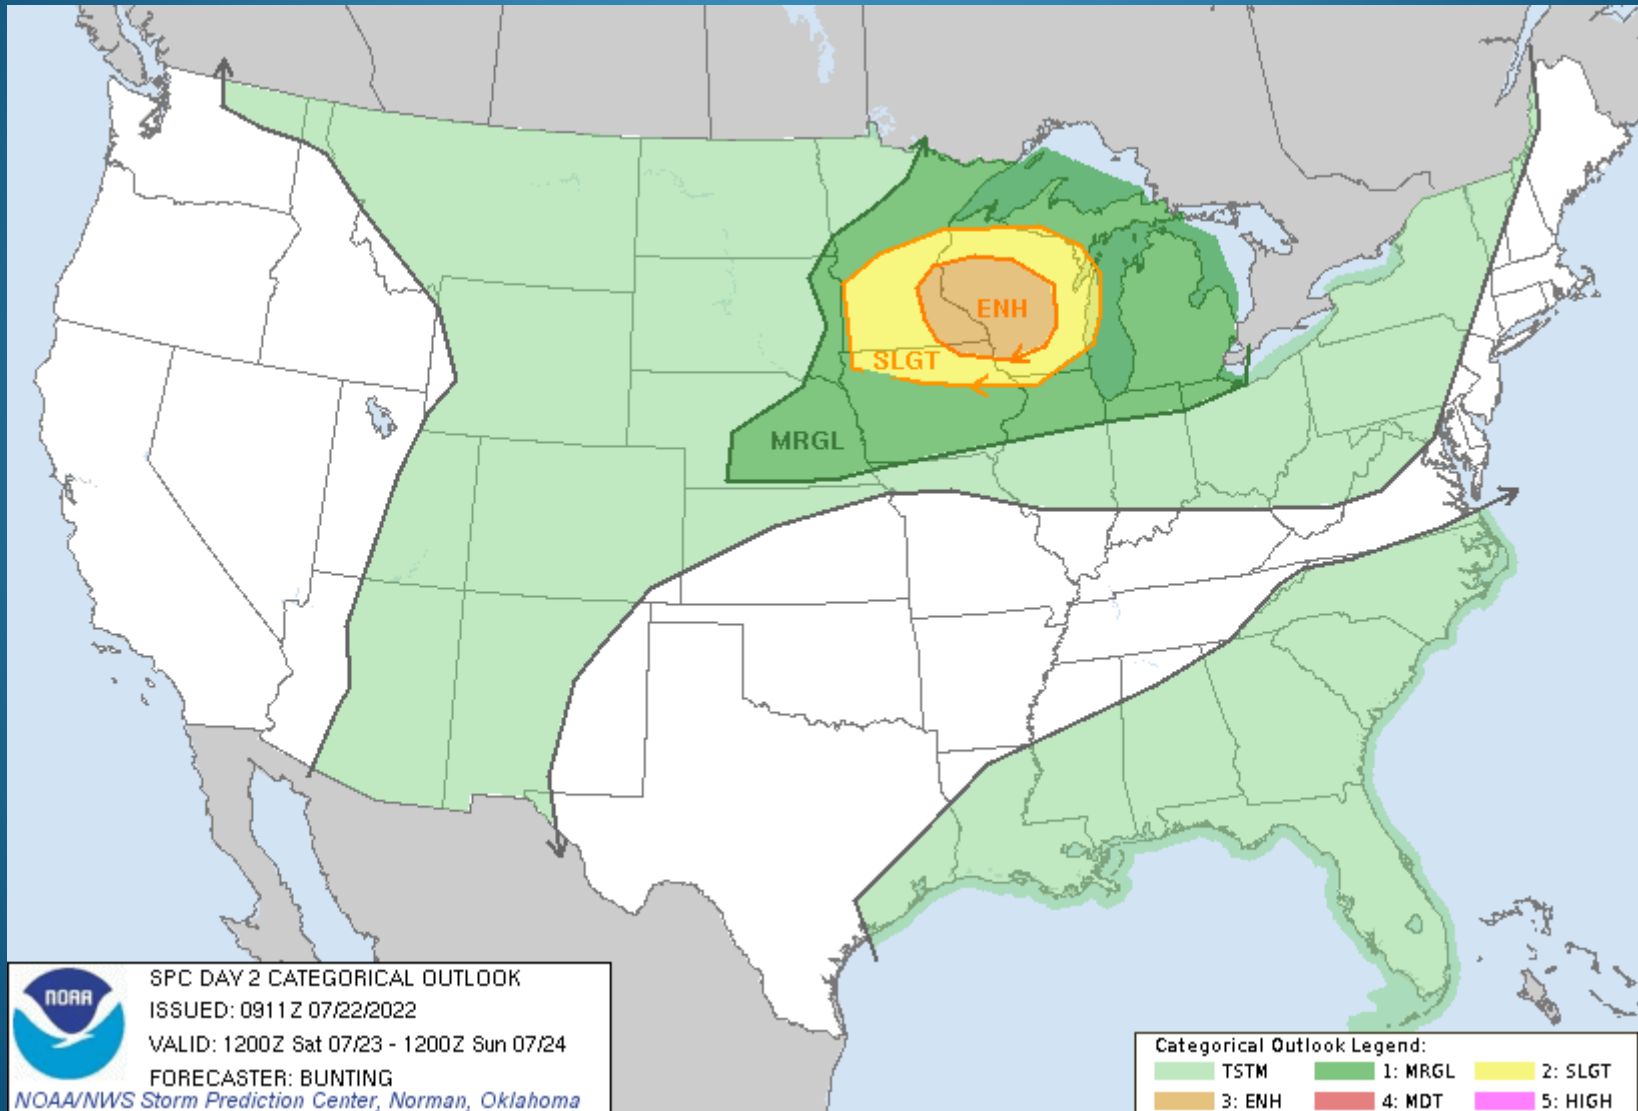 ENH
SLGT
MRGL
NOAA
SPC DAY 2 CATEGORICAL OUTLOOK
ISSUED: 0911Z 07/22/2022
VALID: 1200Z Sat 07/23 - 1200Z Sun 07/24
FORECASTER: BUNTING
NOAA/NWS Storm Prediction Center, Norman, Oklahoma
Categorical Outlook Legend:
TSTM 1: MRGL 2: SLGT
3: ENH 4: MDT 5: HIGH